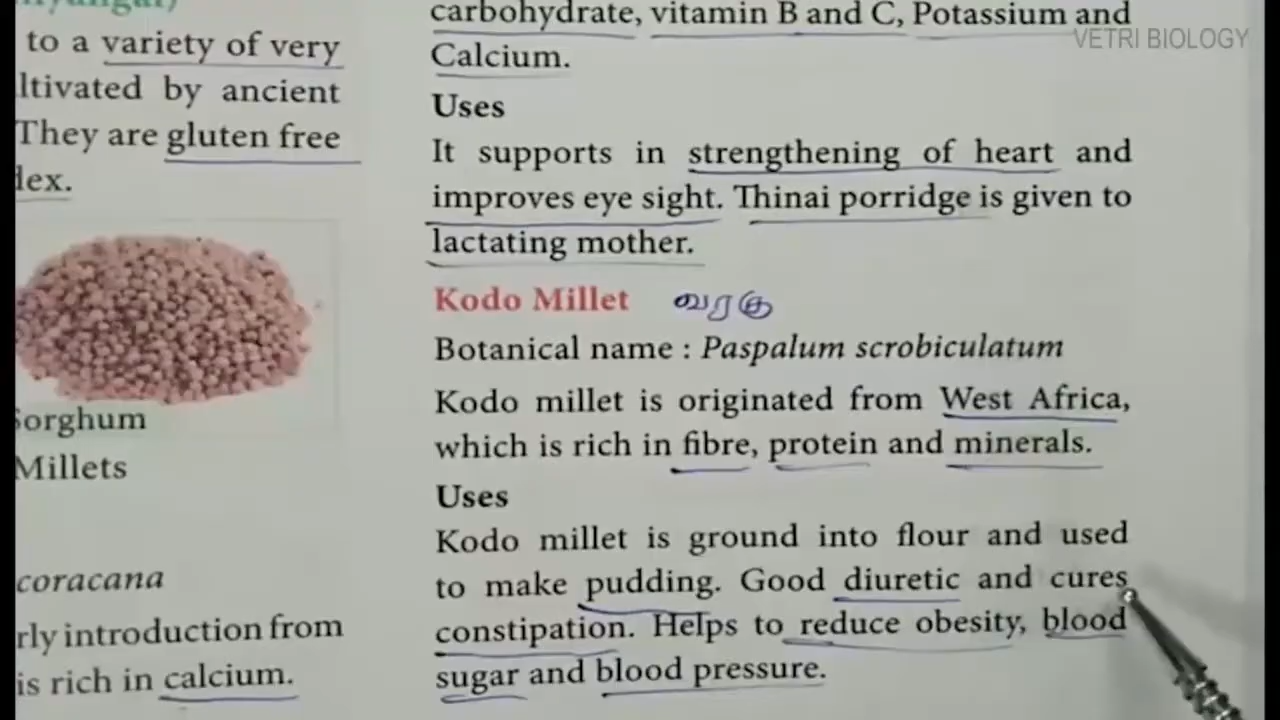 to a variety of very
ltivated by ancient
They are gluten free
lex.
Sorghum
Millets
coracana
rly introduction from
is rich in calcium.
carbohydrate, vitamin B and C, Potassium and
Calcium.
Uses
It supports in strengthening of heart and
improves eye sight. Thinai porridge is given to
lactating mother.
Kodo Millet வரகு
Botanical name : Paspalum scrobiculatum
Kodo millet is originated from West Africa,
which is rich in fibre, protein and minerals.
Uses
Kodo millet is ground into flour and used
to make pudding. Good diuretic and cures
constipation. Helps to reduce obesity, blood
sugar and blood pressure.
VETRI BIOLOGY